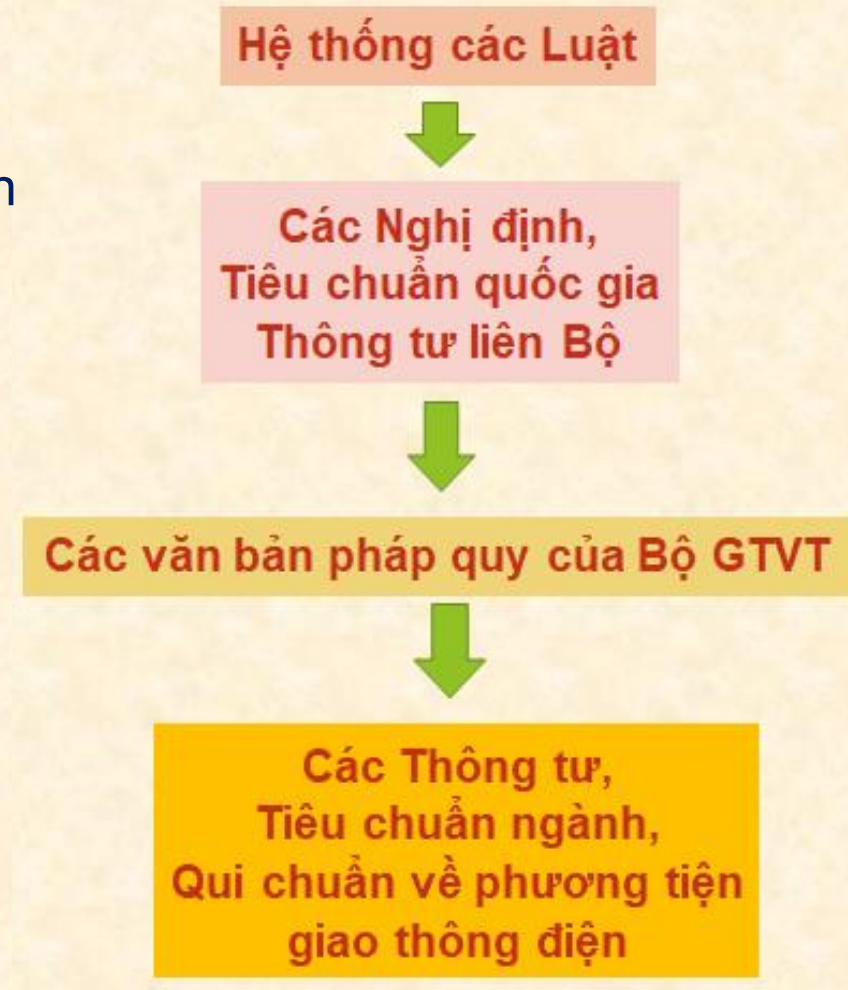 Hệ thống các Luật
Các Nghị định,
Tiêu chuẩn quốc gia
Thông tư liên Bộ
Các văn bản pháp quy của Bộ GTVT
Các Thông tư,
Tiêu chuẩn ngành,
Qui chuẩn về phương tiện
giao thông điện